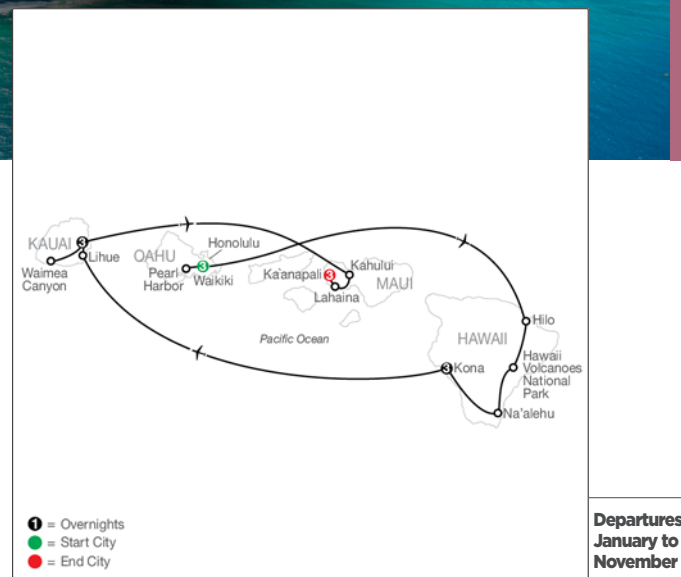 KAUAI
3
Lihue
Waimea
Canyon
OAHU
Honolulu
Pearl
Harbor
3
Waikiki
Ka'anapali
3
Kahului
Lahaina
MAUI
Pacific Ocean
HAWAII
Hilo
3
Kona
Hawaii
Volcanoes
National
Park
Na'alehu
1 = Overnights
= Start City
= End City
Departures
January to
November